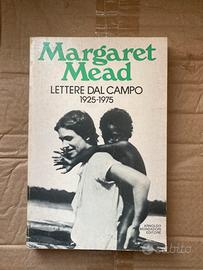 Margaret
Mead
LETTERE DAL CAMPO
1925-1975
ARNOLDO
MONDADORI
EDITORE
subito